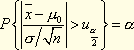 P{|x̄ − μ₀ / σ/√n| > u_{α/2}} = α